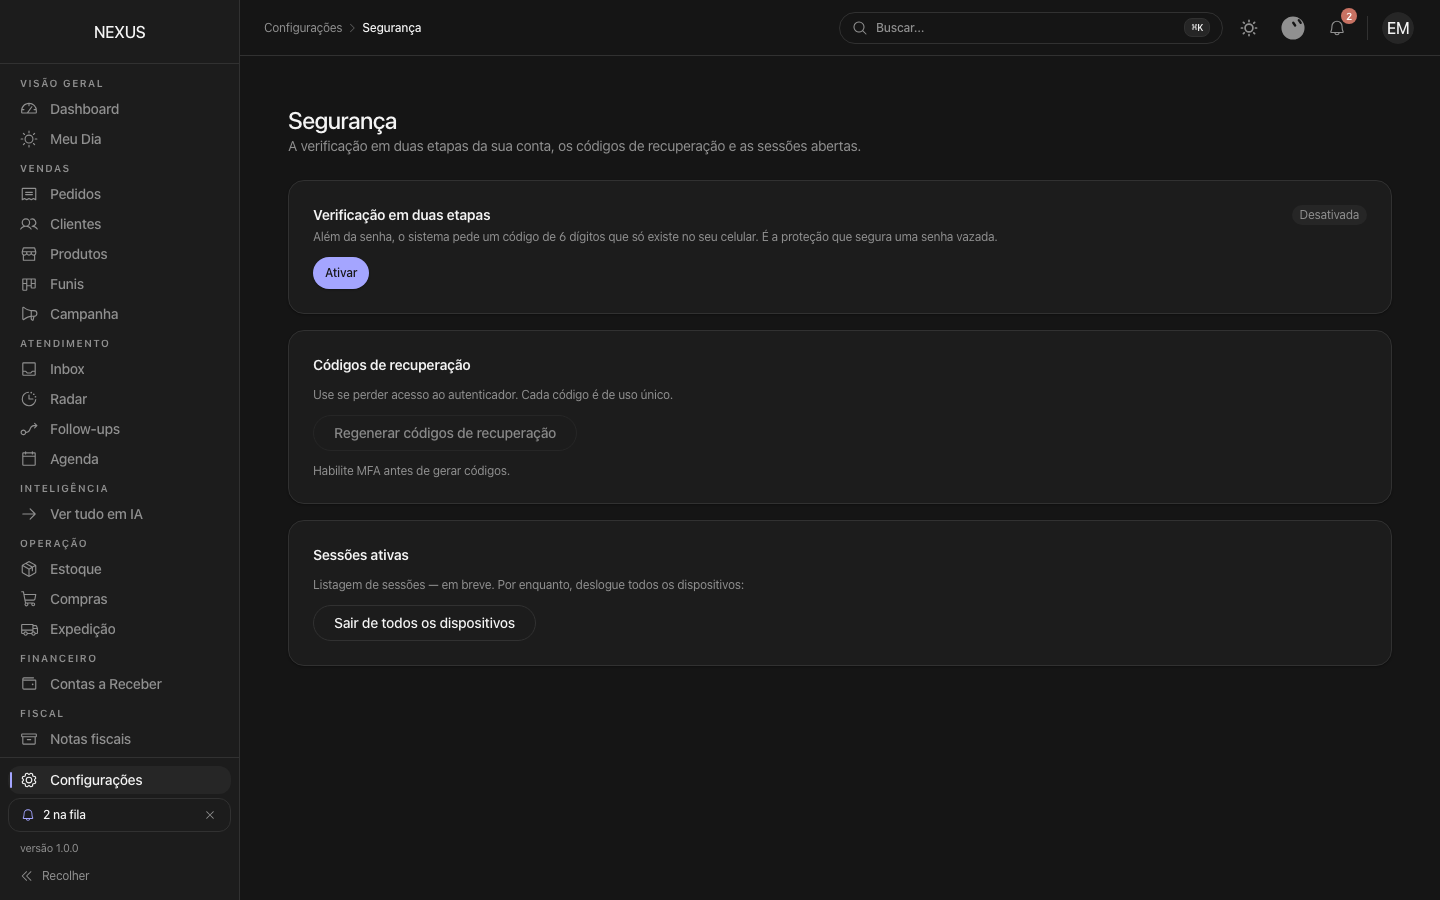 NEXUS
Configurações
Segurança
Buscar...
⌘K
2
EM
VISÃO GERAL
Dashboard
Meu Dia
VENDAS
Pedidos
Clientes
Produtos
Funis
Campanha
ATENDIMENTO
Inbox
Radar
Follow-ups
Agenda
INTELIGÊNCIA
Ver tudo em IA
OPERAÇÃO
Estoque
Compras
Expedição
FINANCEIRO
Contas a Receber
FISCAL
Notas fiscais
Configurações
2 na fila
versão 1.0.0
Recolher
Segurança
A verificação em duas etapas da sua conta, os códigos de recuperação e as sessões abertas.
Verificação em duas etapas
Desativada
Além da senha, o sistema pede um código de 6 dígitos que só existe no seu celular. É a proteção que segura uma senha vazada.
Ativar
Códigos de recuperação
Use se perder acesso ao autenticador. Cada código é de uso único.
Regenerar códigos de recuperação
Habilite MFA antes de gerar códigos.
Sessões ativas
Listagem de sessões — em breve. Por enquanto, deslogue todos os dispositivos:
Sair de todos os dispositivos